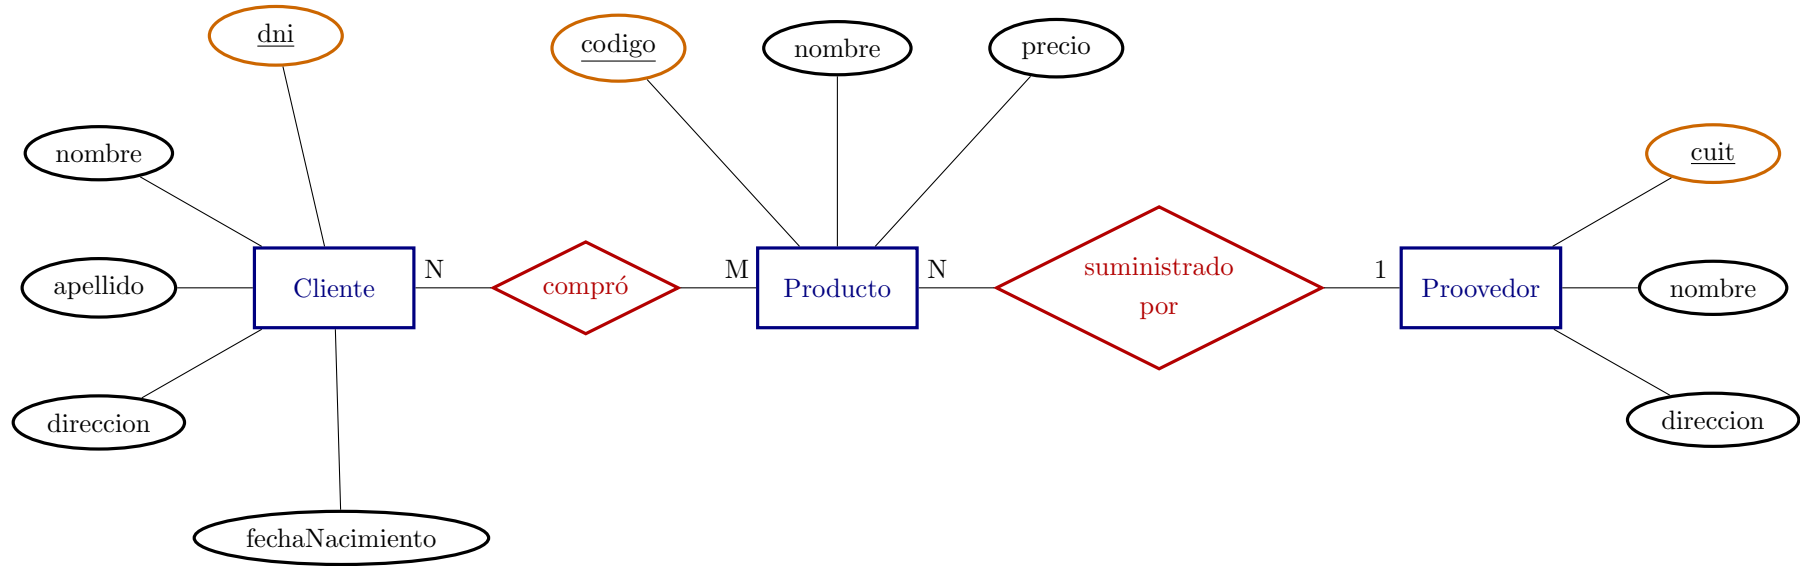 dni
codigo
nombre
precio
nombre
cuit
N
M
N
1
apellido
Cliente
compró
Producto
suministrado
por
Proovedor
nombre
direccion
direccion
fechaNacimiento